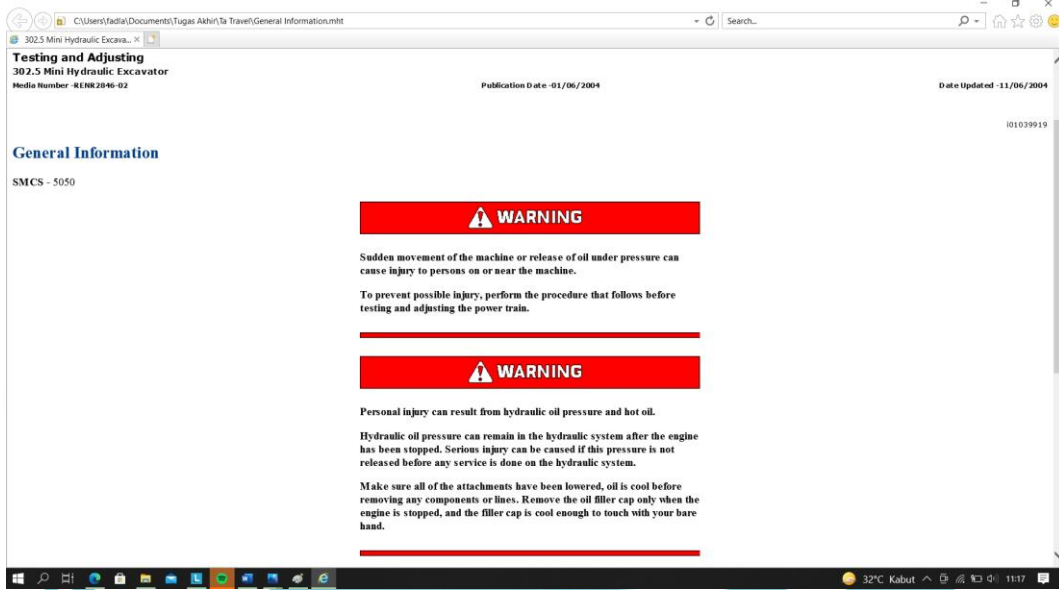 C:\Users\fadla\Documents\Tugas Akhir\Ta Travel\General Information.mht
Search...
302.5 Mini Hydraulic Excava...
Testing and Adjusting
302.5 Mini Hydraulic Excavator
Media Number -RENR2846-02 Publication Date -01/06/2004 Date Updated -11/06/2004
i01039919
General Information
SMCS - 5050
WARNING
Sudden movement of the machine or release of oil under pressure can
cause injury to persons on or near the machine.
To prevent possible injury, perform the procedure that follows before
testing and adjusting the power train.
WARNING
Personal injury can result from hydraulic oil pressure and hot oil.
Hydraulic oil pressure can remain in the hydraulic system after the engine
has been stopped. Serious injury can be caused if this pressure is not
released before any service is done on the hydraulic system.
Make sure all of the attachments have been lowered, oil is cool before
removing any components or lines. Remove the oil filler cap only when the
engine is stopped, and the filler cap is cool enough to touch with your bare
hand.
32°C Kabut 11:17